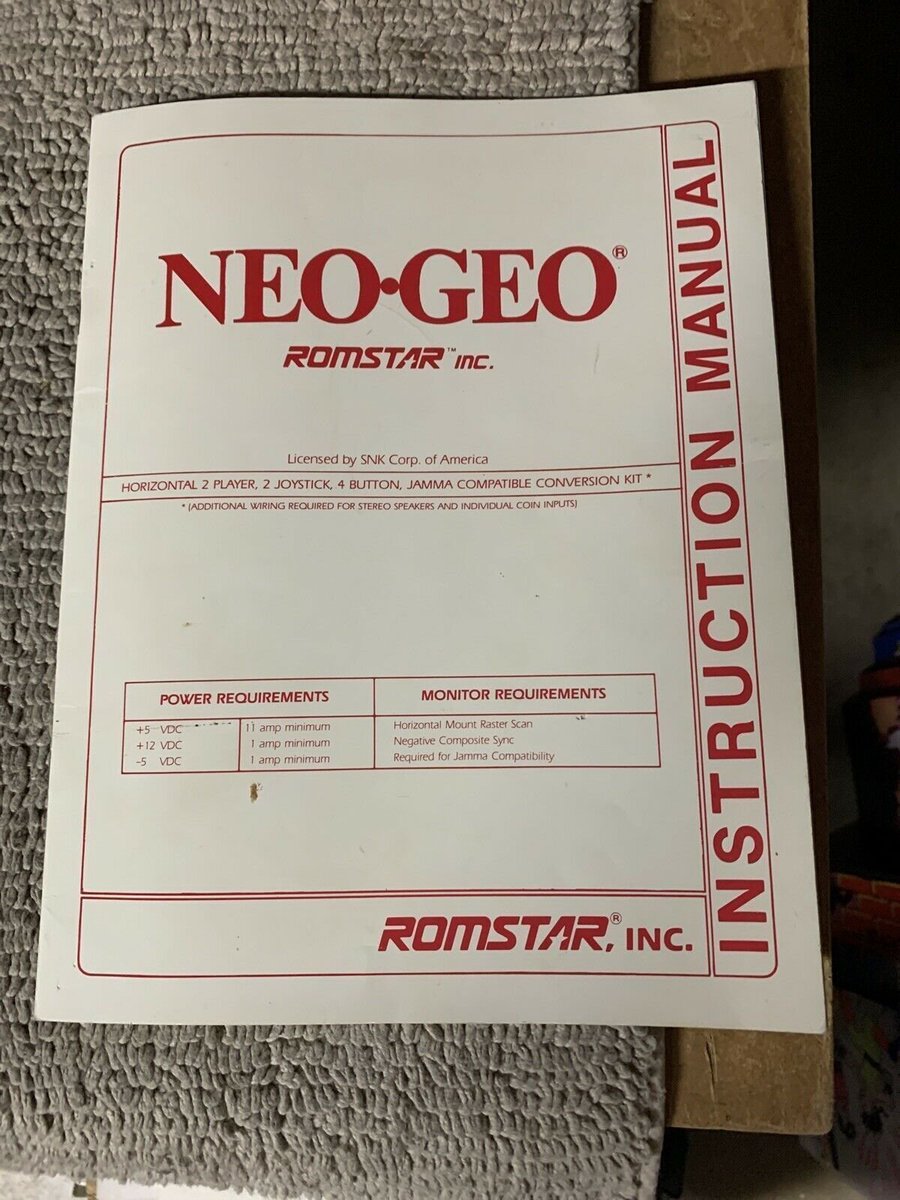 NEO•GEO®
ROMSTAR™ INC.
Licensed by SNK Corp. of America
HORIZONTAL 2 PLAYER, 2 JOYSTICK, 4 BUTTON, JAMMA COMPATIBLE CONVERSION KIT *
* (ADDITIONAL WIRING REQUIRED FOR STEREO SPEAKERS AND INDIVIDUAL COIN INPUTS)
POWER REQUIREMENTS
+5 VDC 11 amp minimum
+12 VDC 1 amp minimum
-5 VDC 1 amp minimum
MONITOR REQUIREMENTS
Horizontal Mount Raster Scan
Negative Composite Sync
Required for Jamma Compatibility
ROMSTAR®, INC.
INSTRUCTION MANUAL